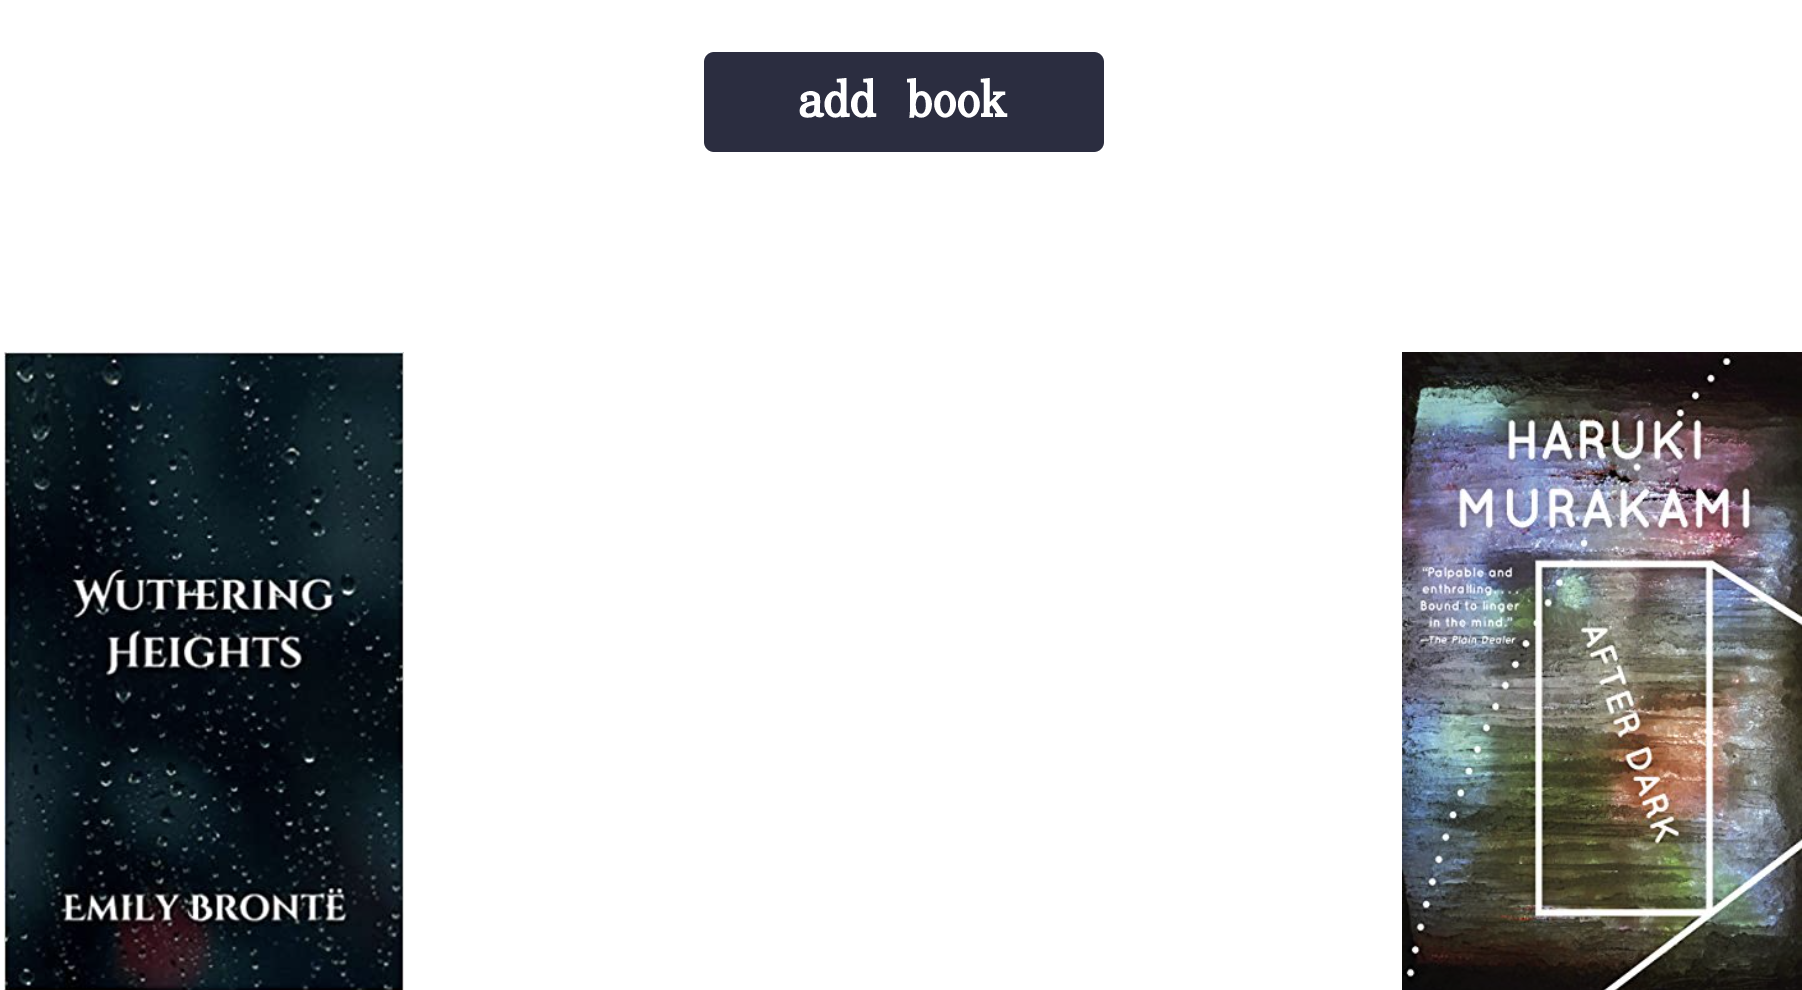 add book
WUTHERING
HEIGHTS
EMILY BRONTË
HARUKI
MURAKAMI
"Palpable and
enthralling. . . .
Bound to linger
in the mind."
—The Plain Dealer
AFTER DARK